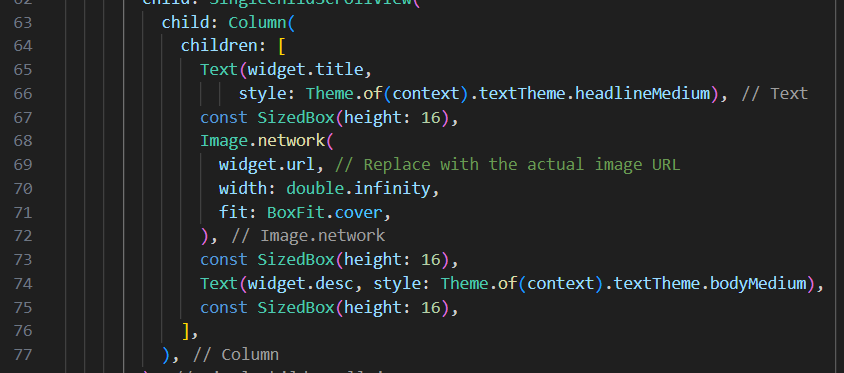 62 child: SingleChildScrollView(
63 child: Column(
64 children: [
65 Text(widget.title,
66 style: Theme.of(context).textTheme.headlineMedium), // Text
67 const SizedBox(height: 16),
68 Image.network(
69 widget.url, // Replace with the actual image URL
70 width: double.infinity,
71 fit: BoxFit.cover,
72 ), // Image.network
73 const SizedBox(height: 16),
74 Text(widget.desc, style: Theme.of(context).textTheme.bodyMedium),
75 const SizedBox(height: 16),
76 ],
77 ), // Column